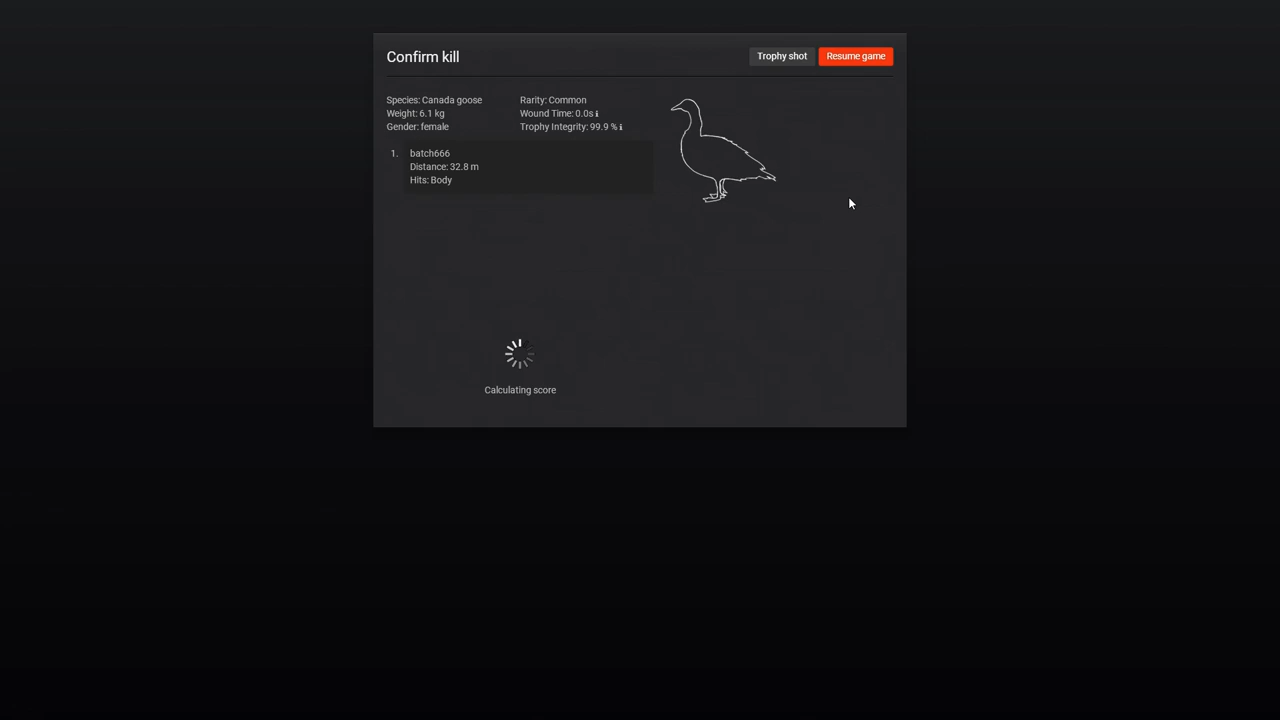 Confirm kill
Trophy shot
Resume game
Species: Canada goose
Weight: 6.1 kg
Gender: female
Rarity: Common
Wound Time: 0.0s i
Trophy Integrity: 99.9 % i
1. batch666
Distance: 32.8 m
Hits: Body
Calculating score